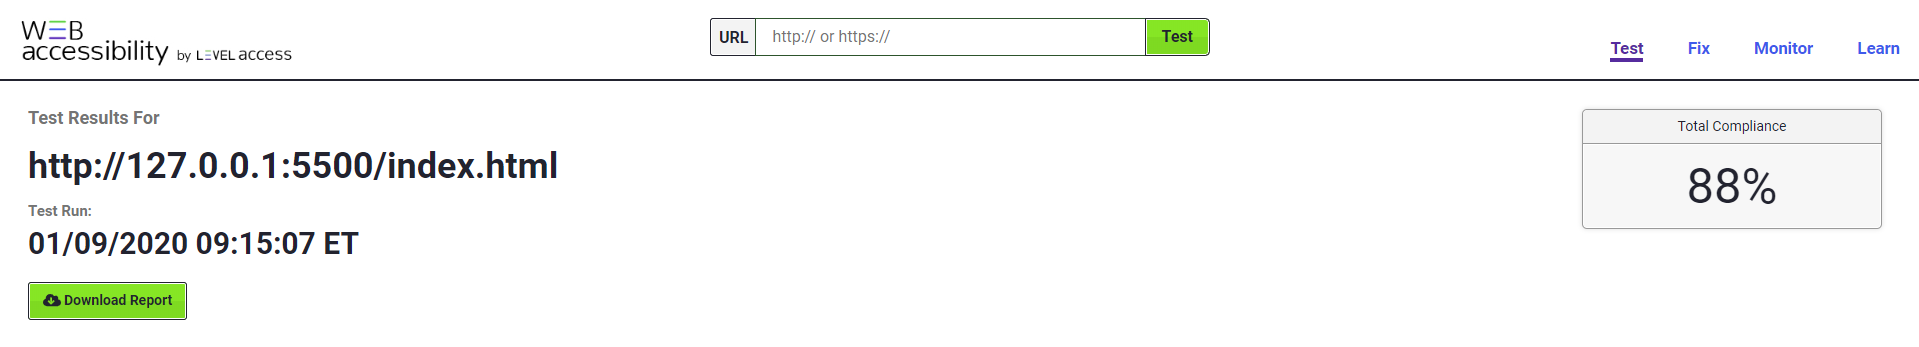 WEB
accessibility by LEVEL access
URL http:// or https:// Test
Test Fix Monitor Learn
Test Results For
http://127.0.0.1:5500/index.html
Test Run:
01/09/2020 09:15:07 ET
Download Report
Total Compliance
88%